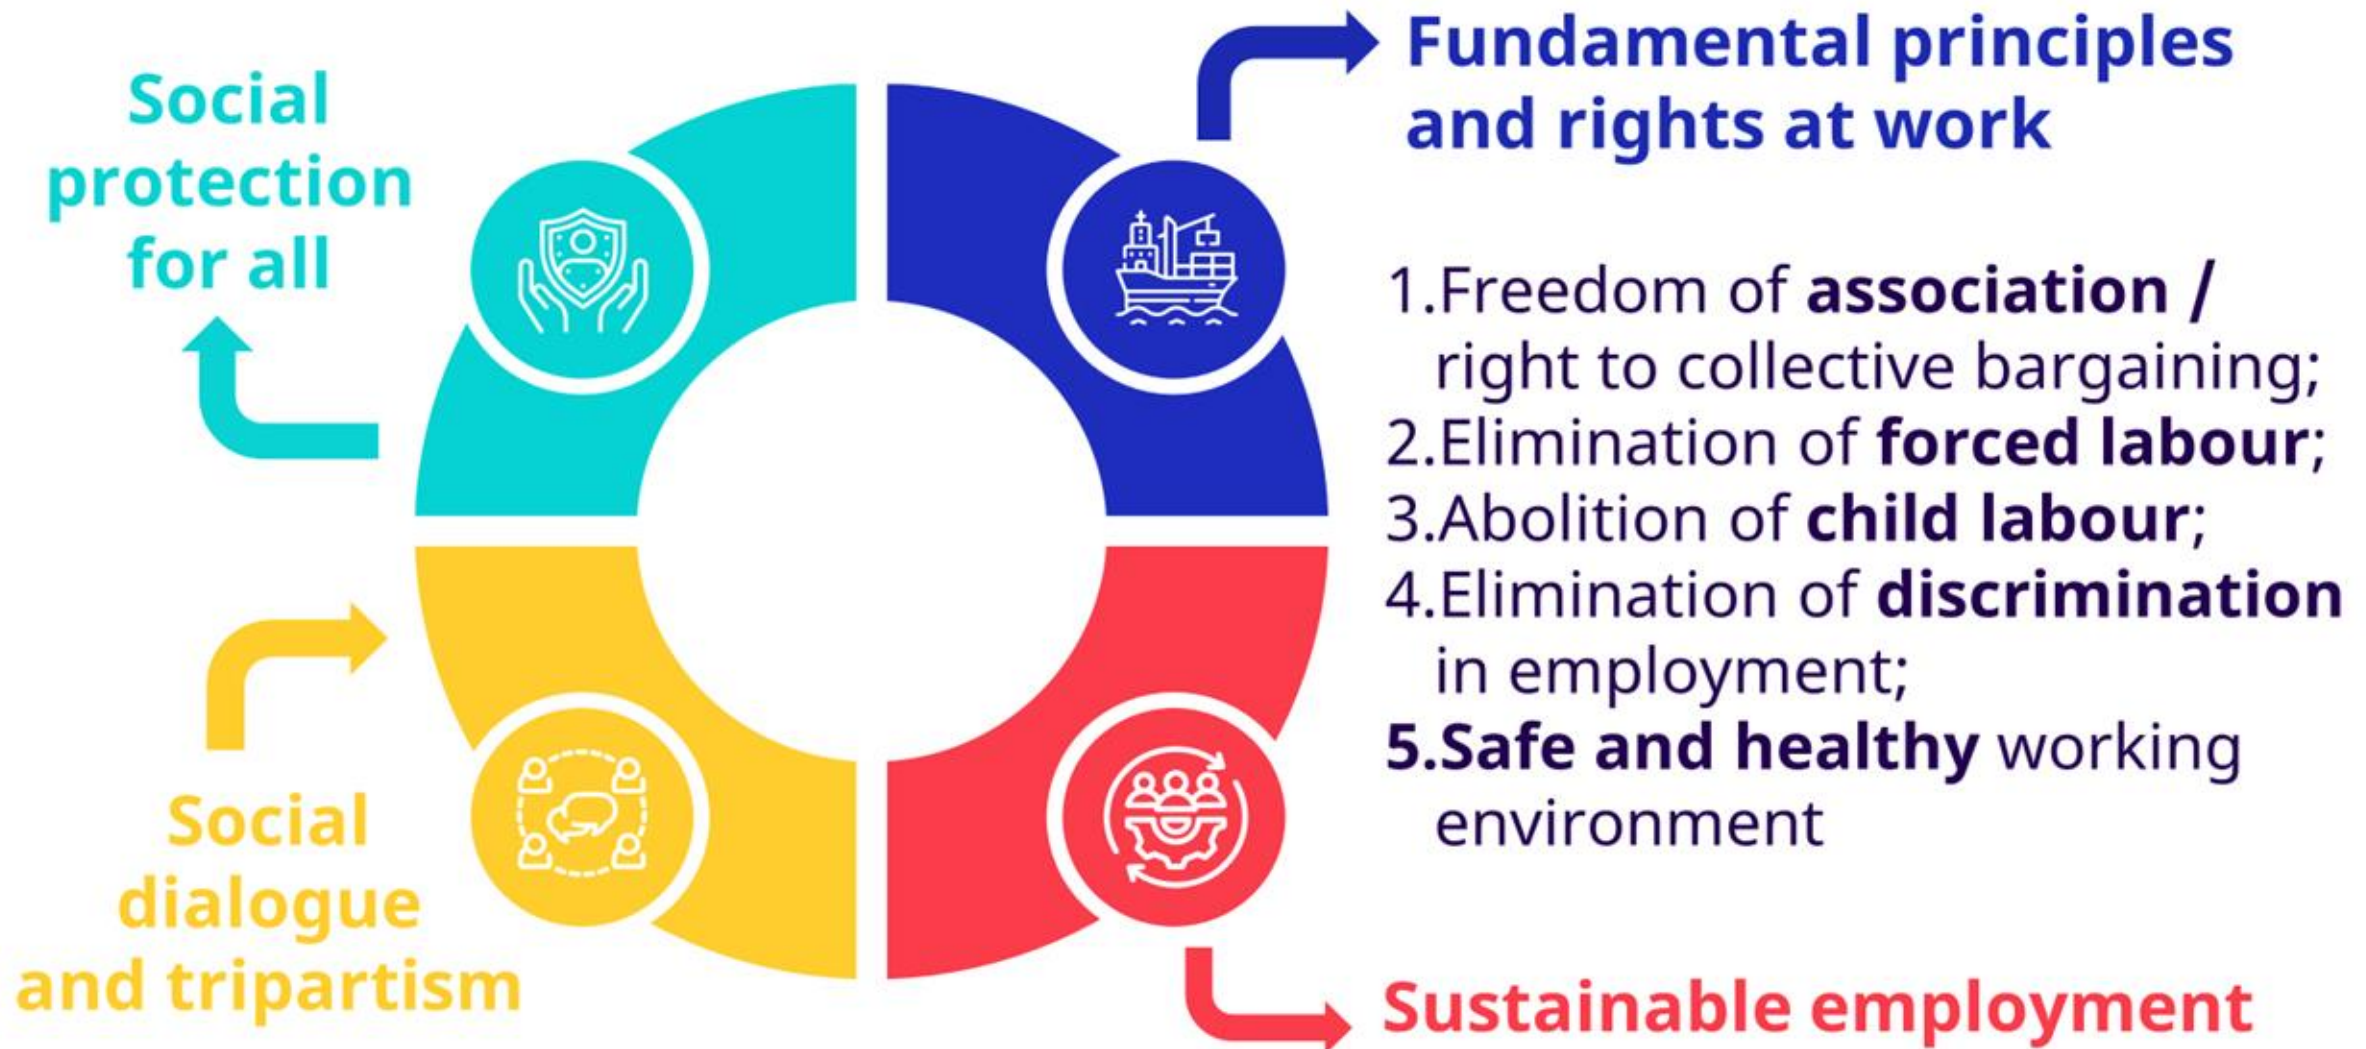 Social
protection
for all
Fundamental principles
and rights at work
1.Freedom of association /
right to collective bargaining;
2.Elimination of forced labour;
3.Abolition of child labour;
4.Elimination of discrimination
in employment;
5.Safe and healthy working
environment
Social
dialogue
and tripartism
Sustainable employment